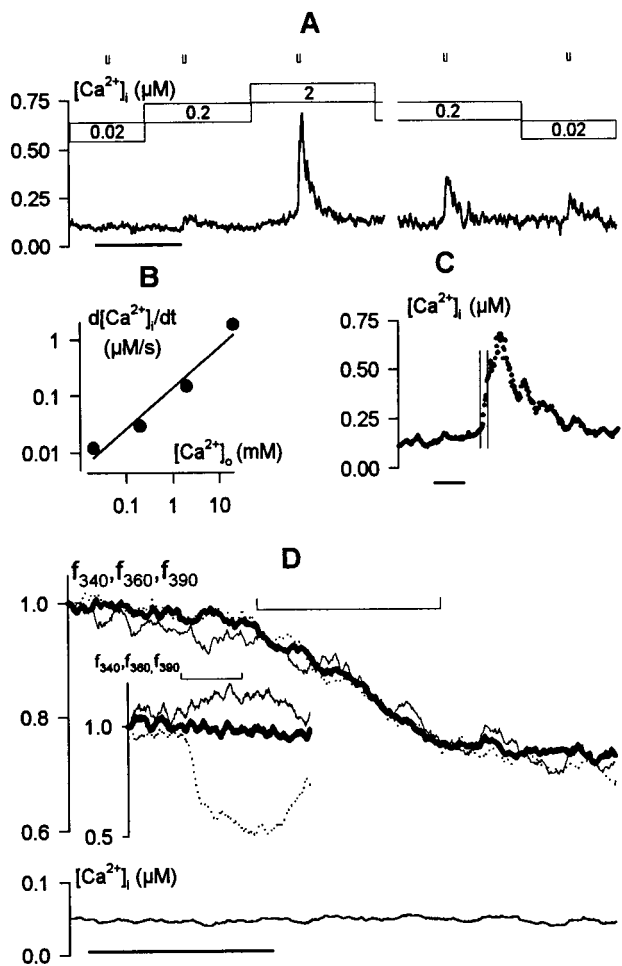 A
[Ca²⁺]ᵢ (µM)
0.75
0.50
0.25
0.00
0.02
0.2
2
0.2
0.02
B
d[Ca²⁺]ᵢ/dt
(µM/s)
1
0.1
0.01
[Ca²⁺]ₒ (mM)
0.1 1 10
C
[Ca²⁺]ᵢ (µM)
0.75
0.50
0.25
0.00
D
f₃₄₀,f₃₆₀,f₃₉₀
1.0
0.8
0.6
f₃₄₀,f₃₆₀,f₃₉₀
1.0
0.5
[Ca²⁺]ᵢ (µM)
0.1
0.0